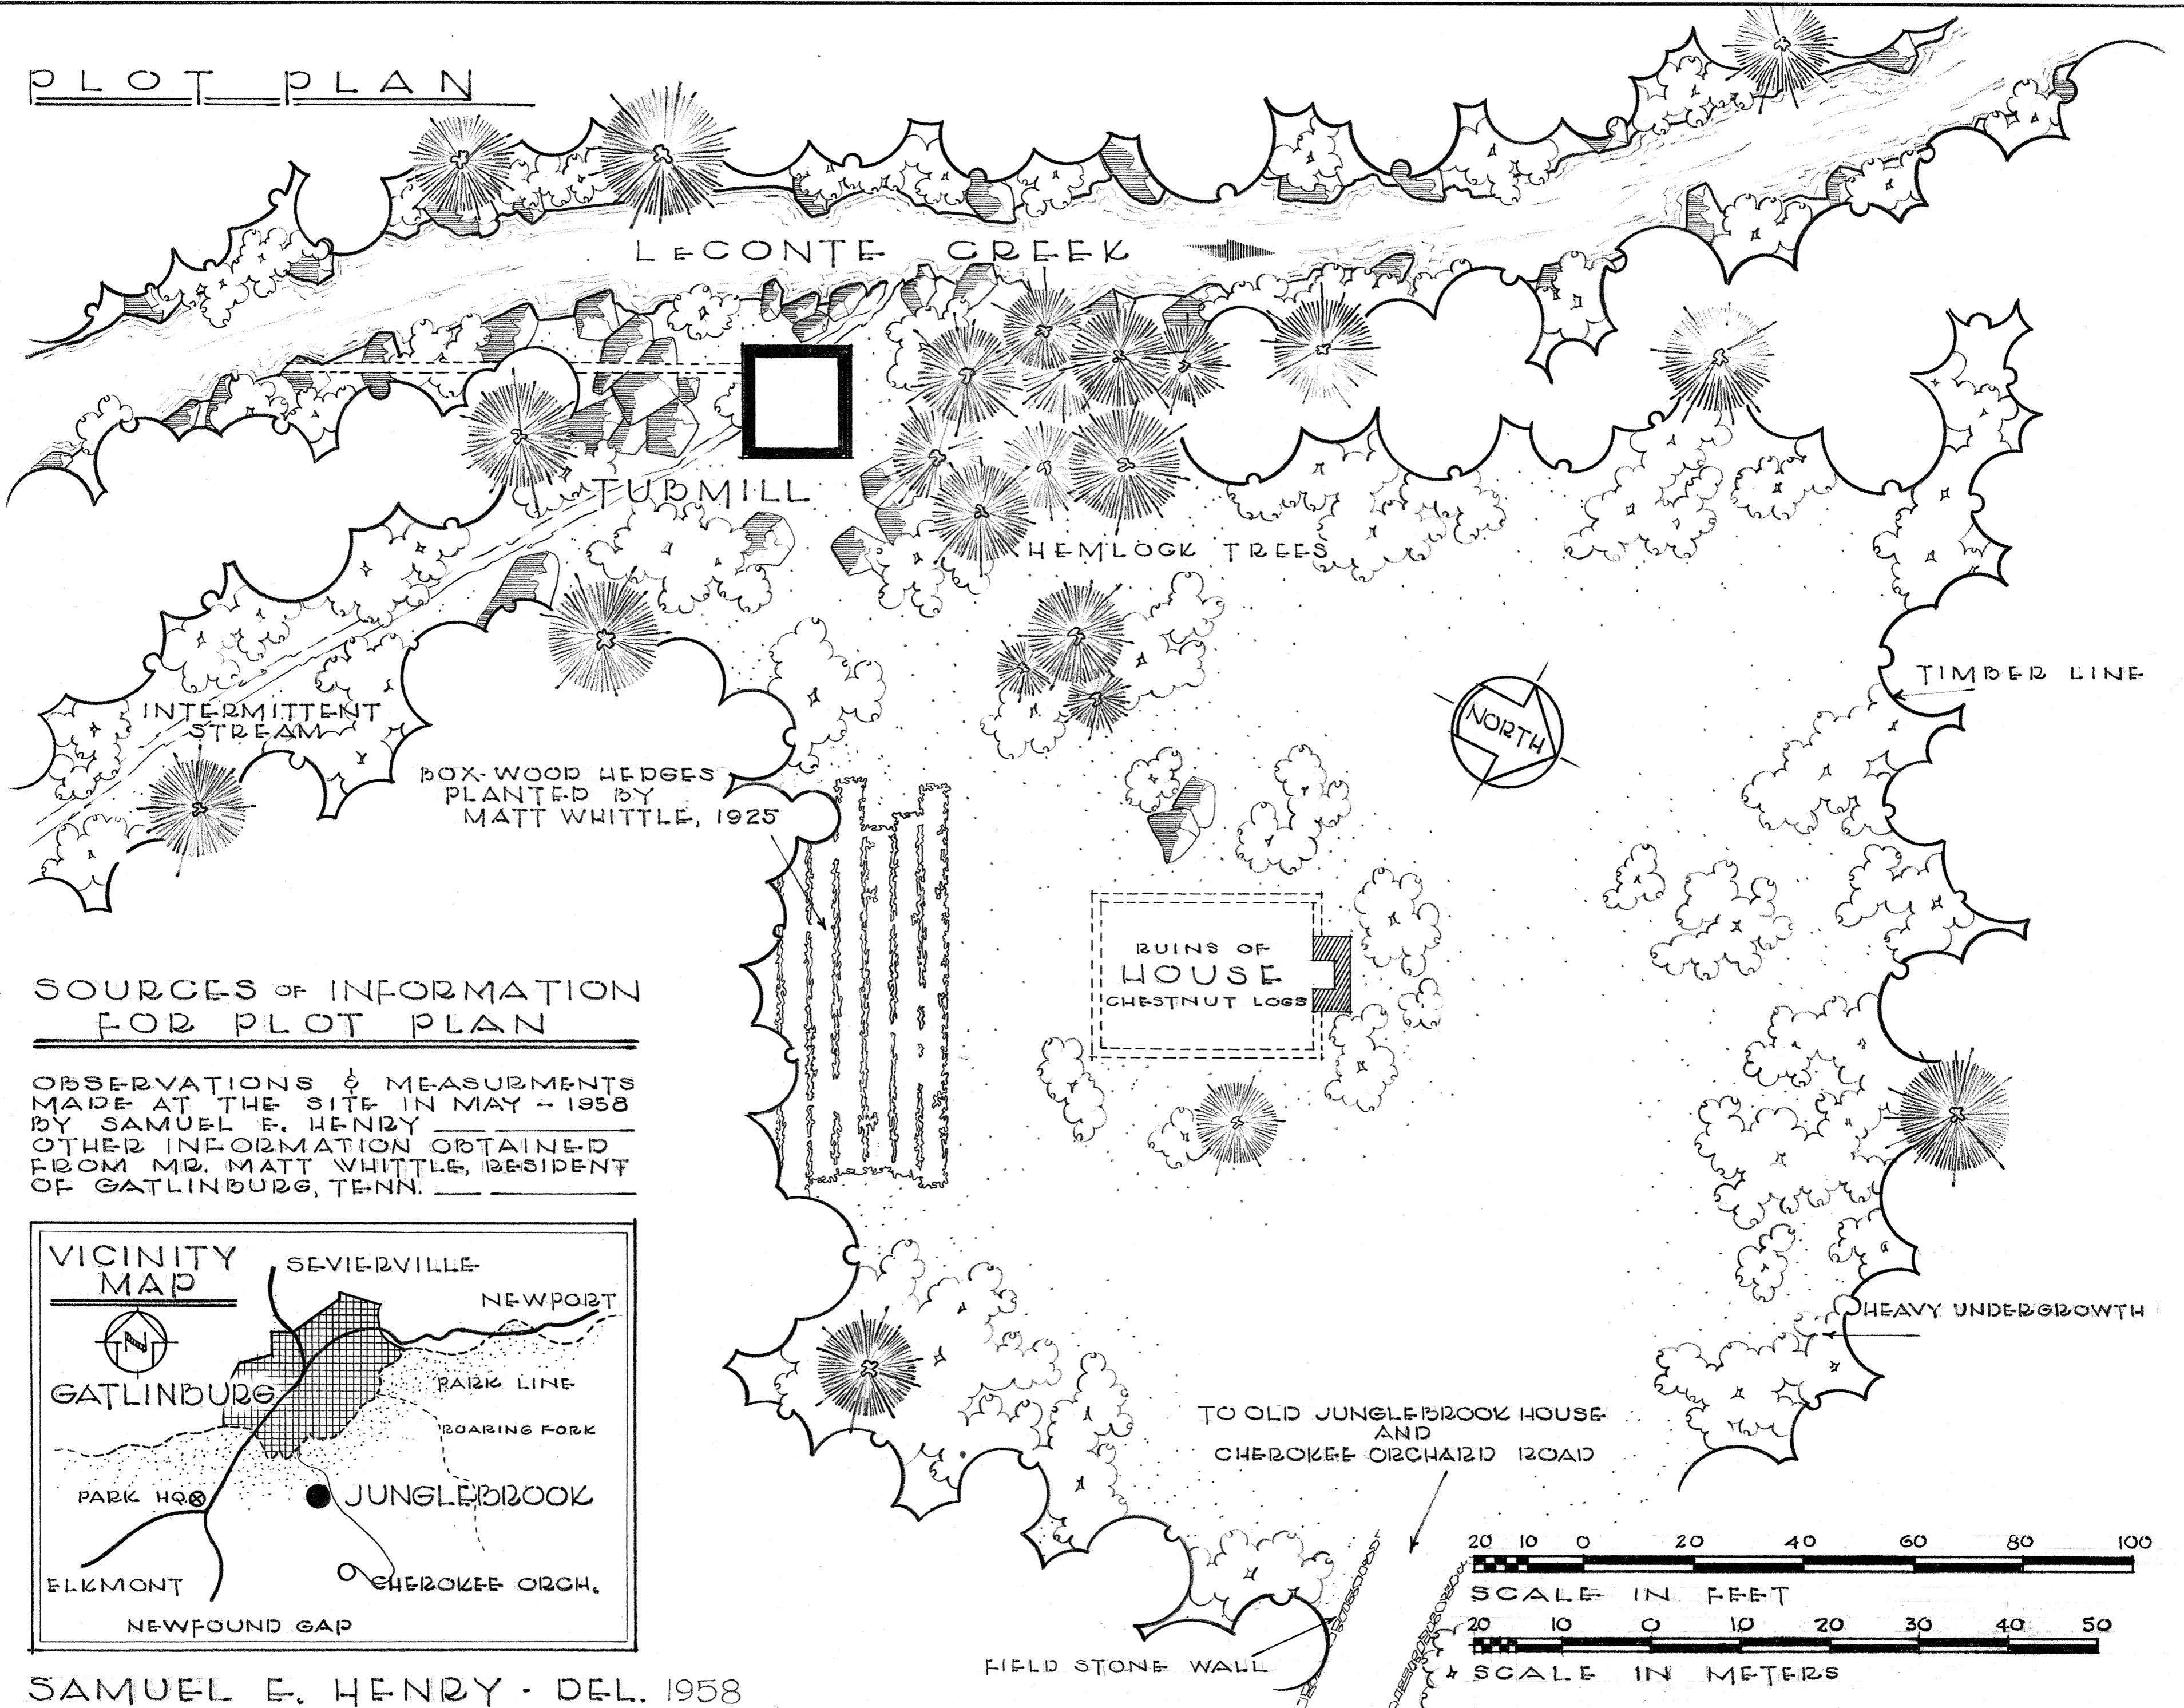 PLOT PLAN
LeCONTE CREEK
TUBMILL
HEMLOCK TREES
TIMBER LINE
NORTH
INTERMITTENT
STREAM
BOX-WOOD HEDGES
PLANTED BY
MATT WHITTLE, 1925
RUINS OF
HOUSE
CHESTNUT LOGS
SOURCES OF INFORMATION
FOR PLOT PLAN
OBSERVATIONS & MEASURMENTS
MADE AT THE SITE IN MAY - 1958
BY SAMUEL E. HENRY
OTHER INFORMATION OBTAINED
FROM MR. MATT WHITTLE, RESIDENT
OF GATLINBURG, TENN.
VICINITY
MAP
SEVIERVILLE
NEWPORT
N
GATLINBURG
PARK LINE
ROARING FORK
PARK HQ.
JUNGLEBROOK
ELKMONT
CHEROKEE ORCH.
NEWFOUND GAP
HEAVY UNDERGROWTH
TO OLD JUNGLEBROOK HOUSE
AND
CHEROKEE ORCHARD ROAD
FIELD STONE WALL
20 10 0 20 40 60 80 100
SCALE IN FEET
20 10 0 10 20 30 40 50
SCALE IN METERS
SAMUEL E. HENRY - DEL. 1958